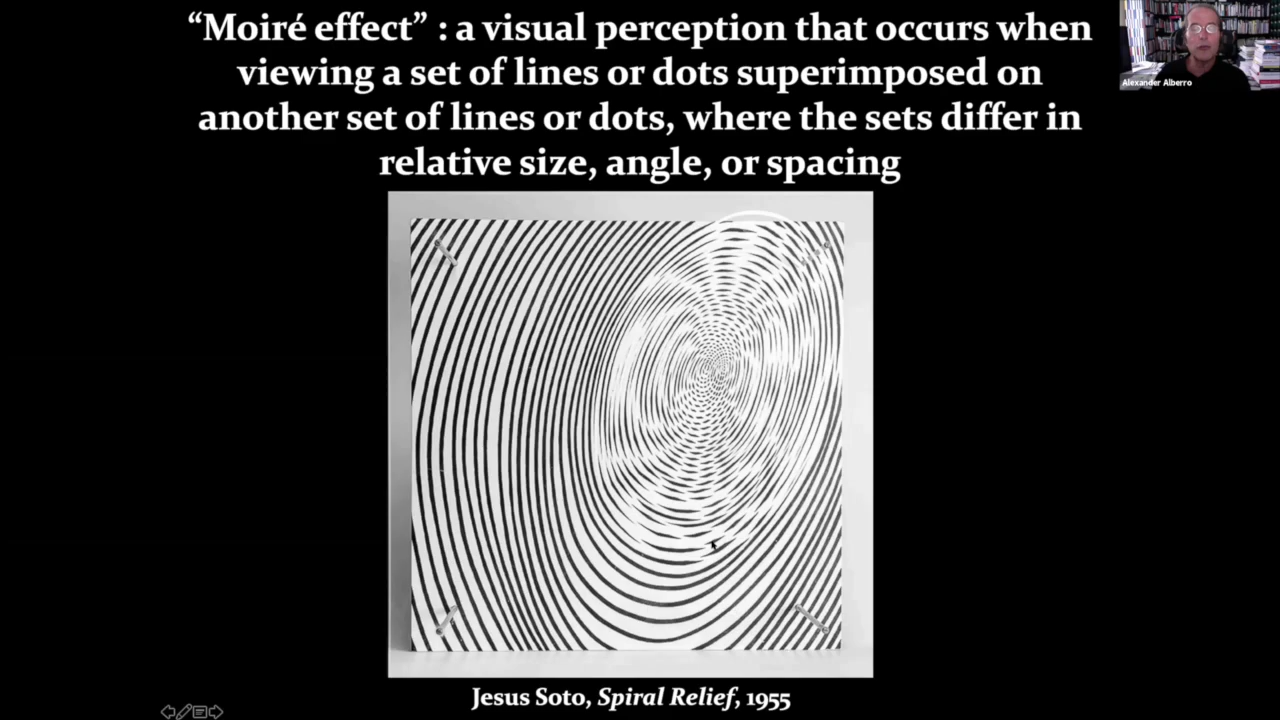 “Moiré effect” : a visual perception that occurs when
viewing a set of lines or dots superimposed on
another set of lines or dots, where the sets differ in
relative size, angle, or spacing
Alexander Alberro
Jesus Soto, Spiral Relief, 1955